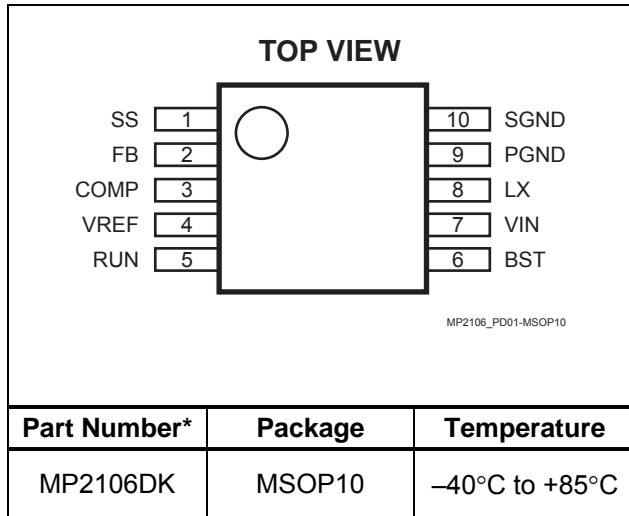 TOP VIEW
SS 1 10 SGND
FB 2 9 PGND
COMP 3 8 LX
VREF 4 7 VIN
RUN 5 6 BST
MP2106_PD01-MSOP10
Part Number* Package Temperature
MP2106DK MSOP10 –40°C to +85°C